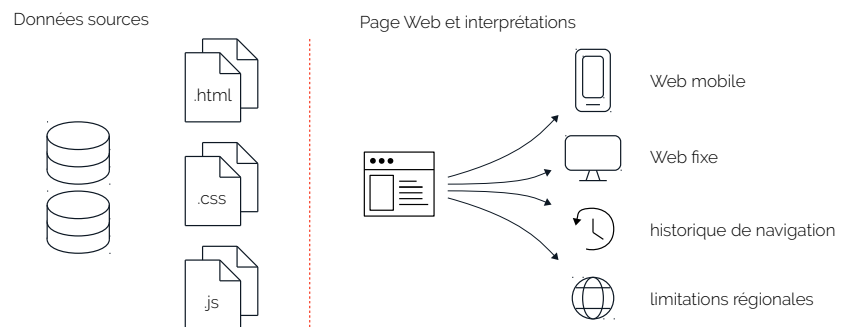 Données sources
Page Web et interprétations
.html
Web mobile
Web fixe
.css
historique de navigation
.js
limitations régionales